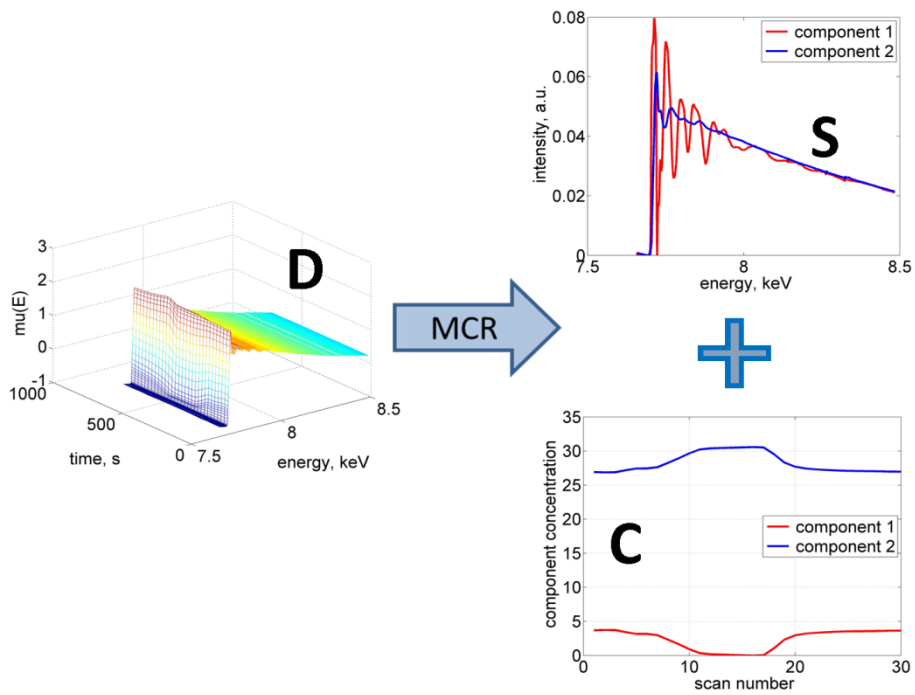 3
2
1
0
-1
mu(E)
1000
500
0
time, s
7.5
8
8.5
energy, keV
D
MCR
0.08
0.06
0.04
0.02
0
intensity, a.u.
component 1
component 2
S
7.5
8
8.5
energy, keV
35
30
25
20
15
10
5
0
component concentration
component 1
component 2
C
0
10
20
30
scan number